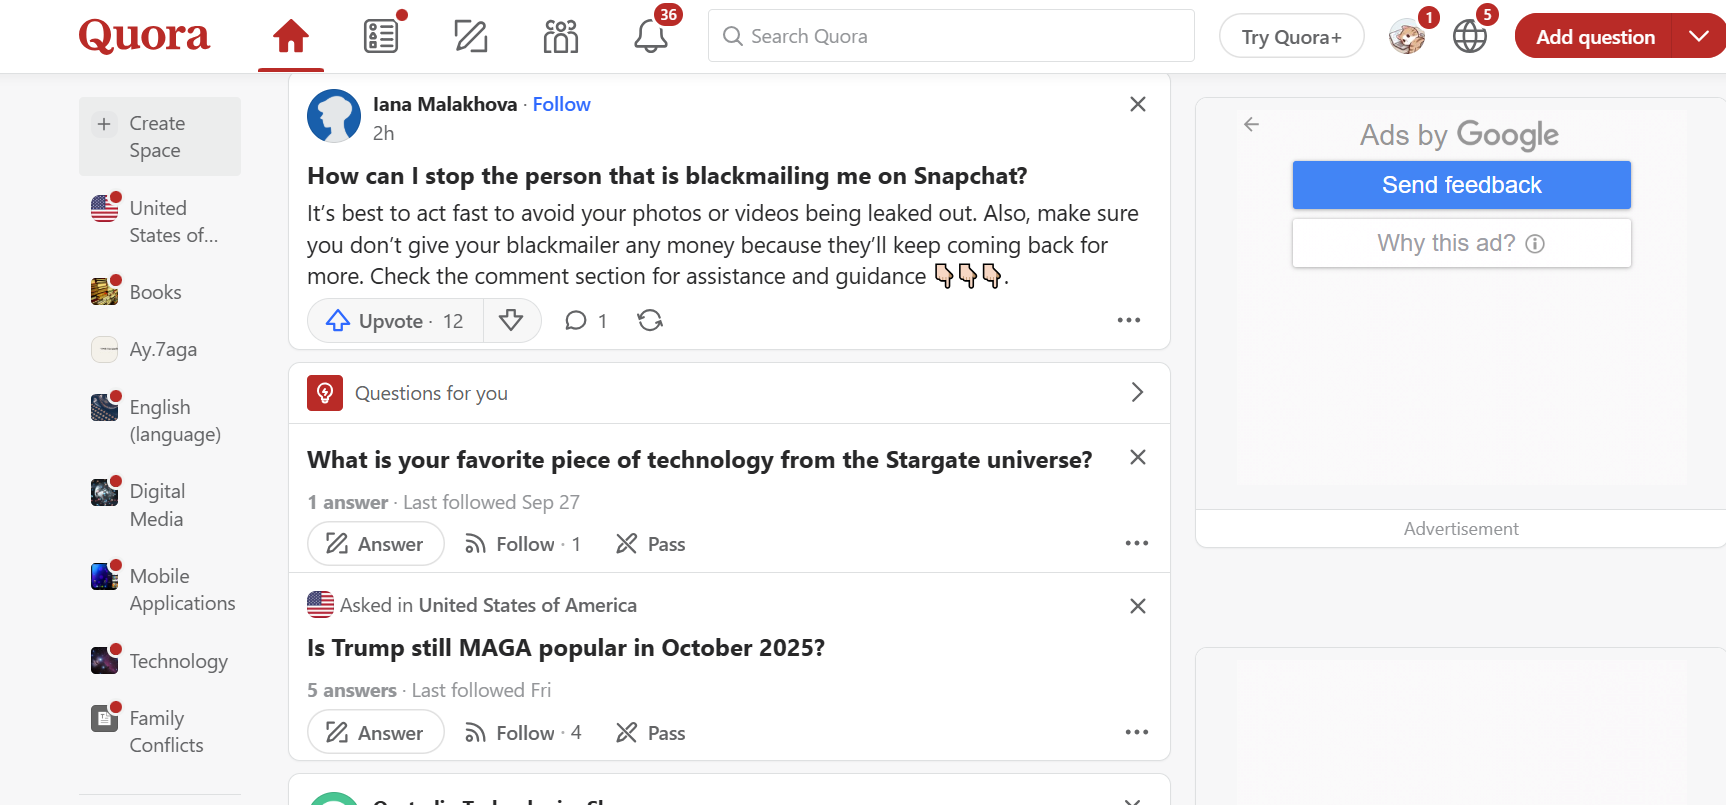 Quora
36
Search Quora
Try Quora+
1
5
Add question
Create
Space
United
States of...
Books
Ay.7aga
English
(language)
Digital
Media
Mobile
Applications
Technology
Family
Conflicts
Iana Malakhova · Follow
2h
How can I stop the person that is blackmailing me on Snapchat?
It’s best to act fast to avoid your photos or videos being leaked out. Also, make sure
you don’t give your blackmailer any money because they’ll keep coming back for
more. Check the comment section for assistance and guidance 👇🏻👇🏻👇🏻.
Upvote · 12
1
Questions for you
What is your favorite piece of technology from the Stargate universe?
1 answer · Last followed Sep 27
Answer
Follow · 1
Pass
Asked in United States of America
Is Trump still MAGA popular in October 2025?
5 answers · Last followed Fri
Answer
Follow · 4
Pass
Ads by Google
Send feedback
Why this ad?
Advertisement